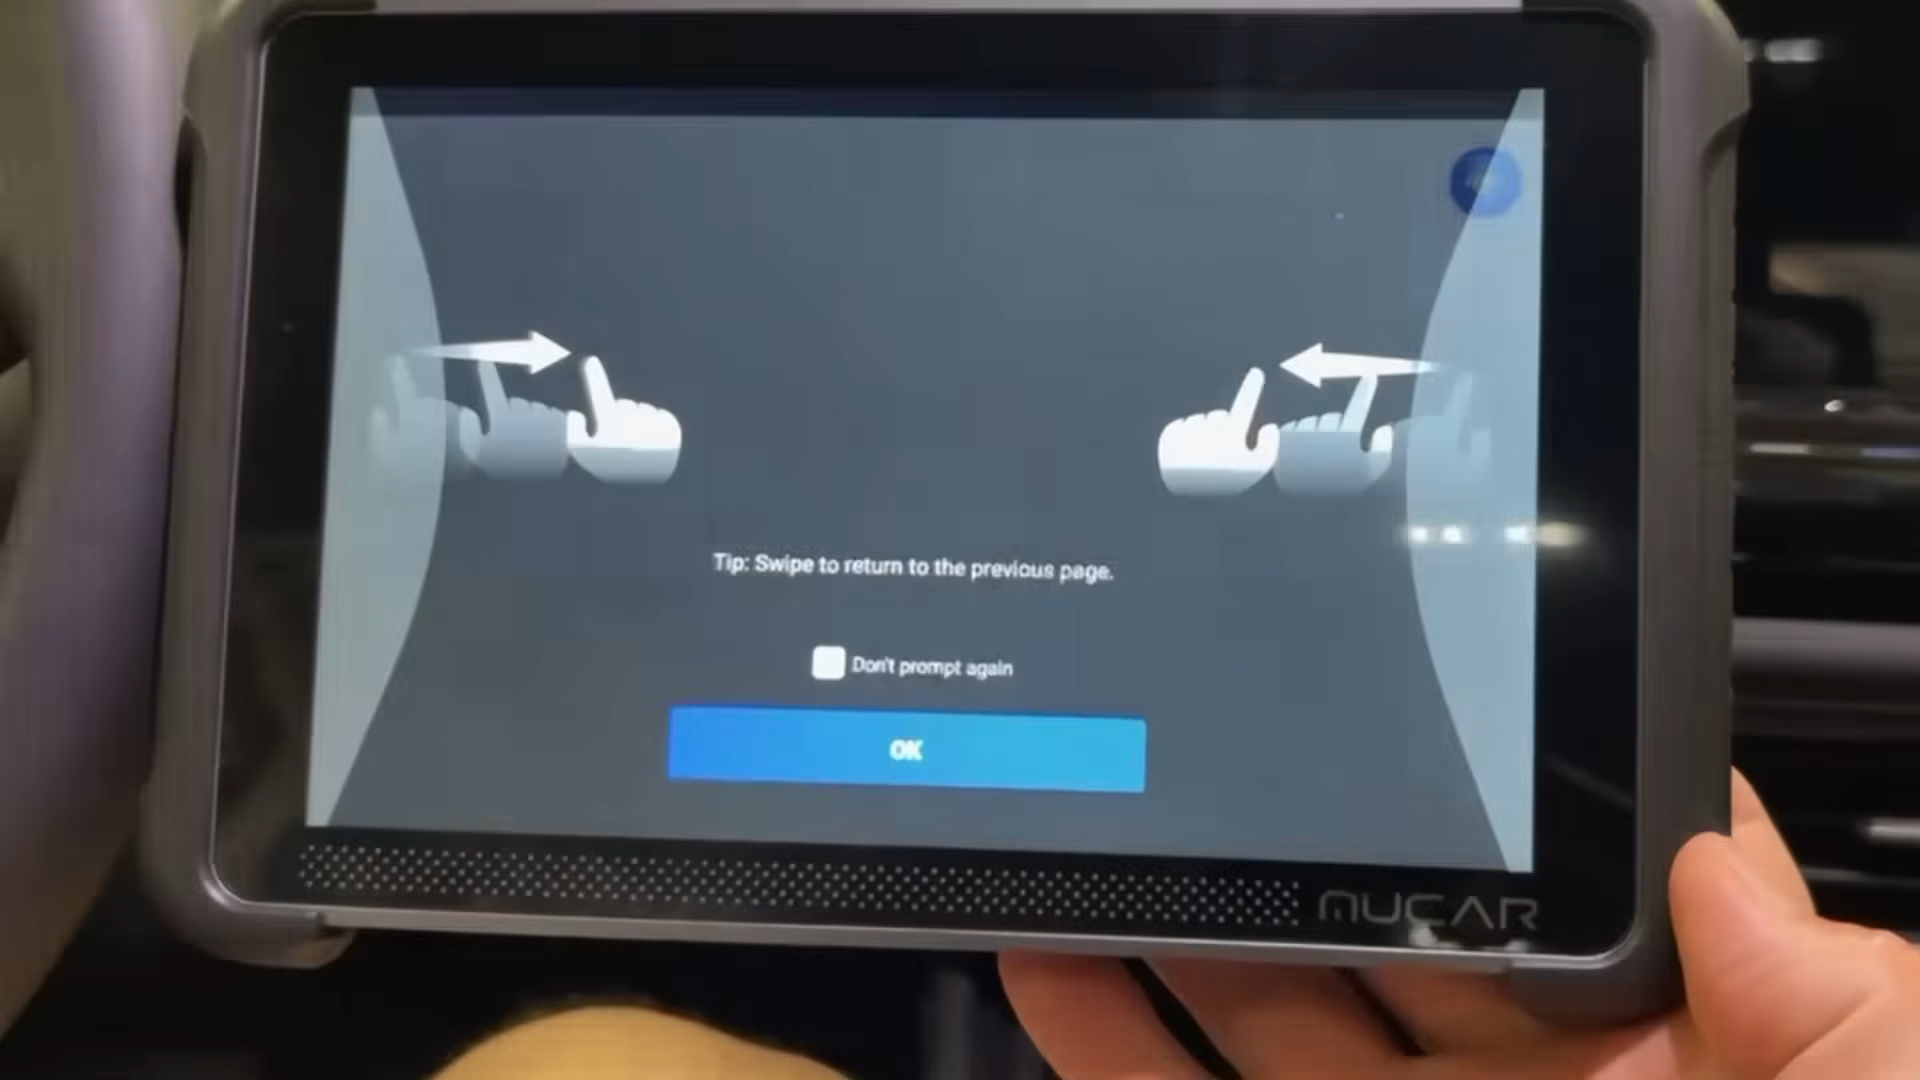 Tip: Swipe to return to the previous page.
Don't prompt again
OK
MUCAR